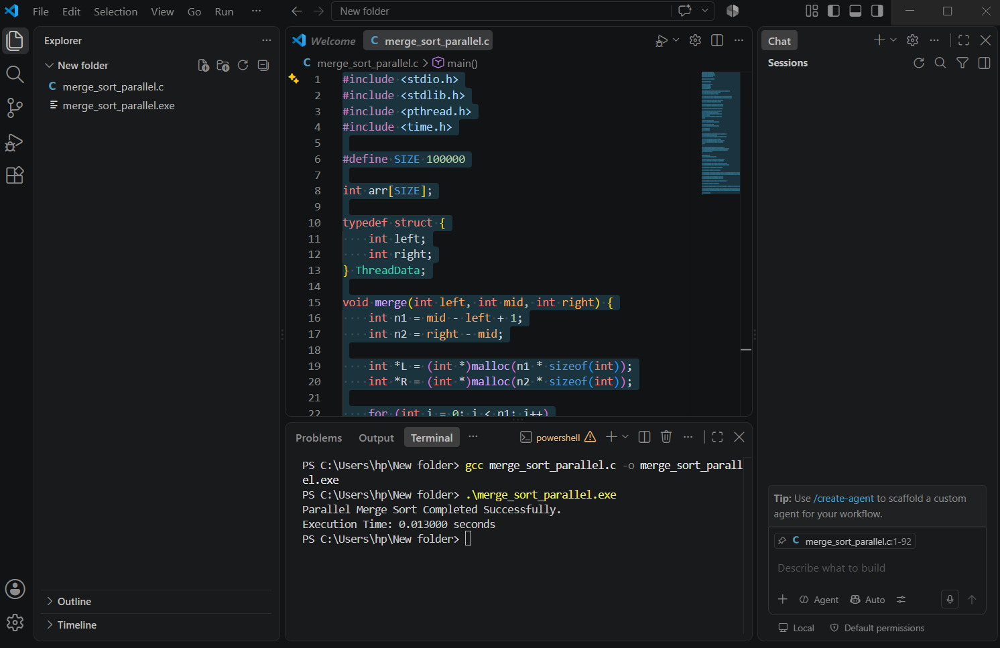 File Edit Selection View Go Run ···
New folder
Explorer
New folder
merge_sort_parallel.c
merge_sort_parallel.exe
Outline
Timeline
Welcome
C merge_sort_parallel.c
C merge_sort_parallel.c > main()
1 #include <stdio.h>
2 #include <stdlib.h>
3 #include <pthread.h>
4 #include <time.h>
5
6 #define SIZE 100000
7
8 int arr[SIZE];
9
10 typedef struct {
11 int left;
12 int right;
13 } ThreadData;
14
15 void merge(int left, int mid, int right) {
16 int n1 = mid - left + 1;
17 int n2 = right - mid;
18
19 int *L = (int *)malloc(n1 * sizeof(int));
20 int *R = (int *)malloc(n2 * sizeof(int));
21
22 for (int i = 0; i < n1; i++)
Problems Output Terminal ···
powershell
PS C:\Users\hp\New folder> gcc merge_sort_parallel.c -o merge_sort_parall
el.exe
PS C:\Users\hp\New folder> .\merge_sort_parallel.exe
Parallel Merge Sort Completed Successfully.
Execution Time: 0.013000 seconds
PS C:\Users\hp\New folder>
Chat
Sessions
Tip: Use /create-agent to scaffold a custom
agent for your workflow.
C merge_sort_parallel.c:1-92
Describe what to build
Agent Auto
Local Default permissions